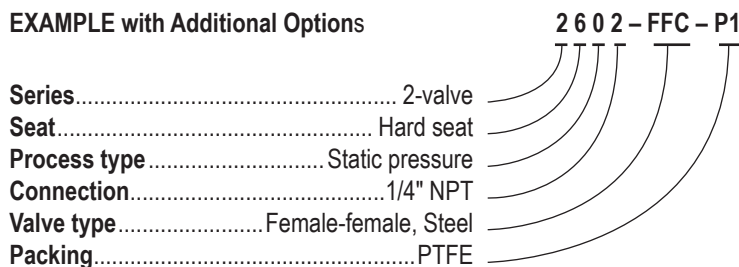 EXAMPLE with Additional Options 2 6 0 2 – FFC – P1
Series..................................................... 2-valve
Seat.................................................... Hard seat
Process type ............................. Static pressure
Connection..........................................1/4" NPT
Valve type........................Female-female, Steel
Packing.....................................................PTFE